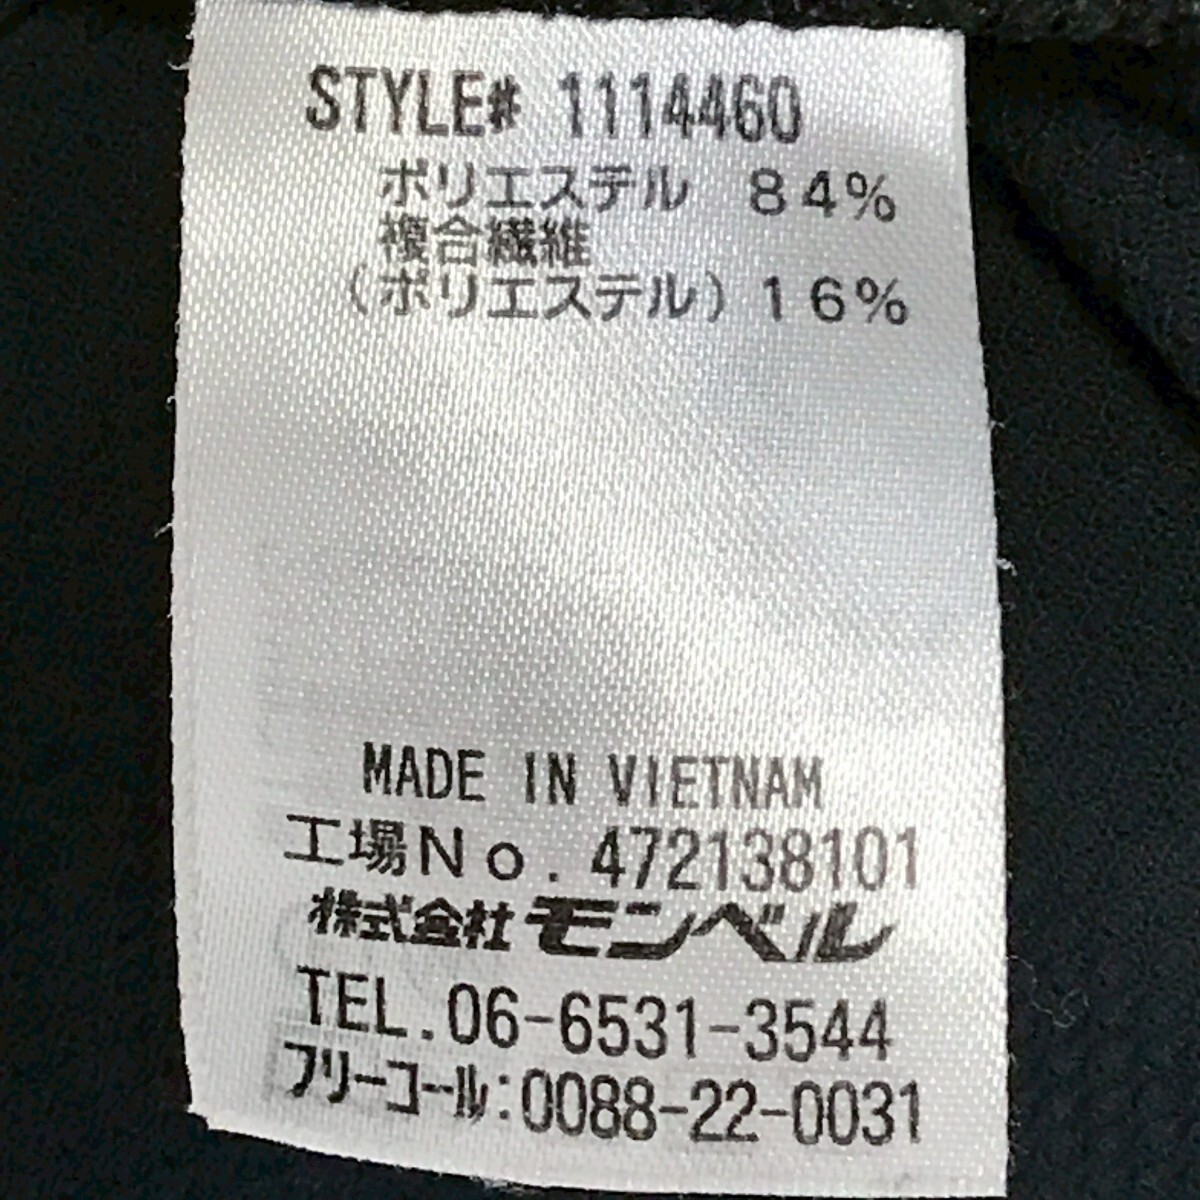 STYLE# 1114460
ポリエステル 84%
複合繊維
(ポリエステル) 16%
MADE IN VIETNAM
工場No. 472138101
株式会社モンベル
TEL.06-6531-3544
フリーコール:0088-22-0031